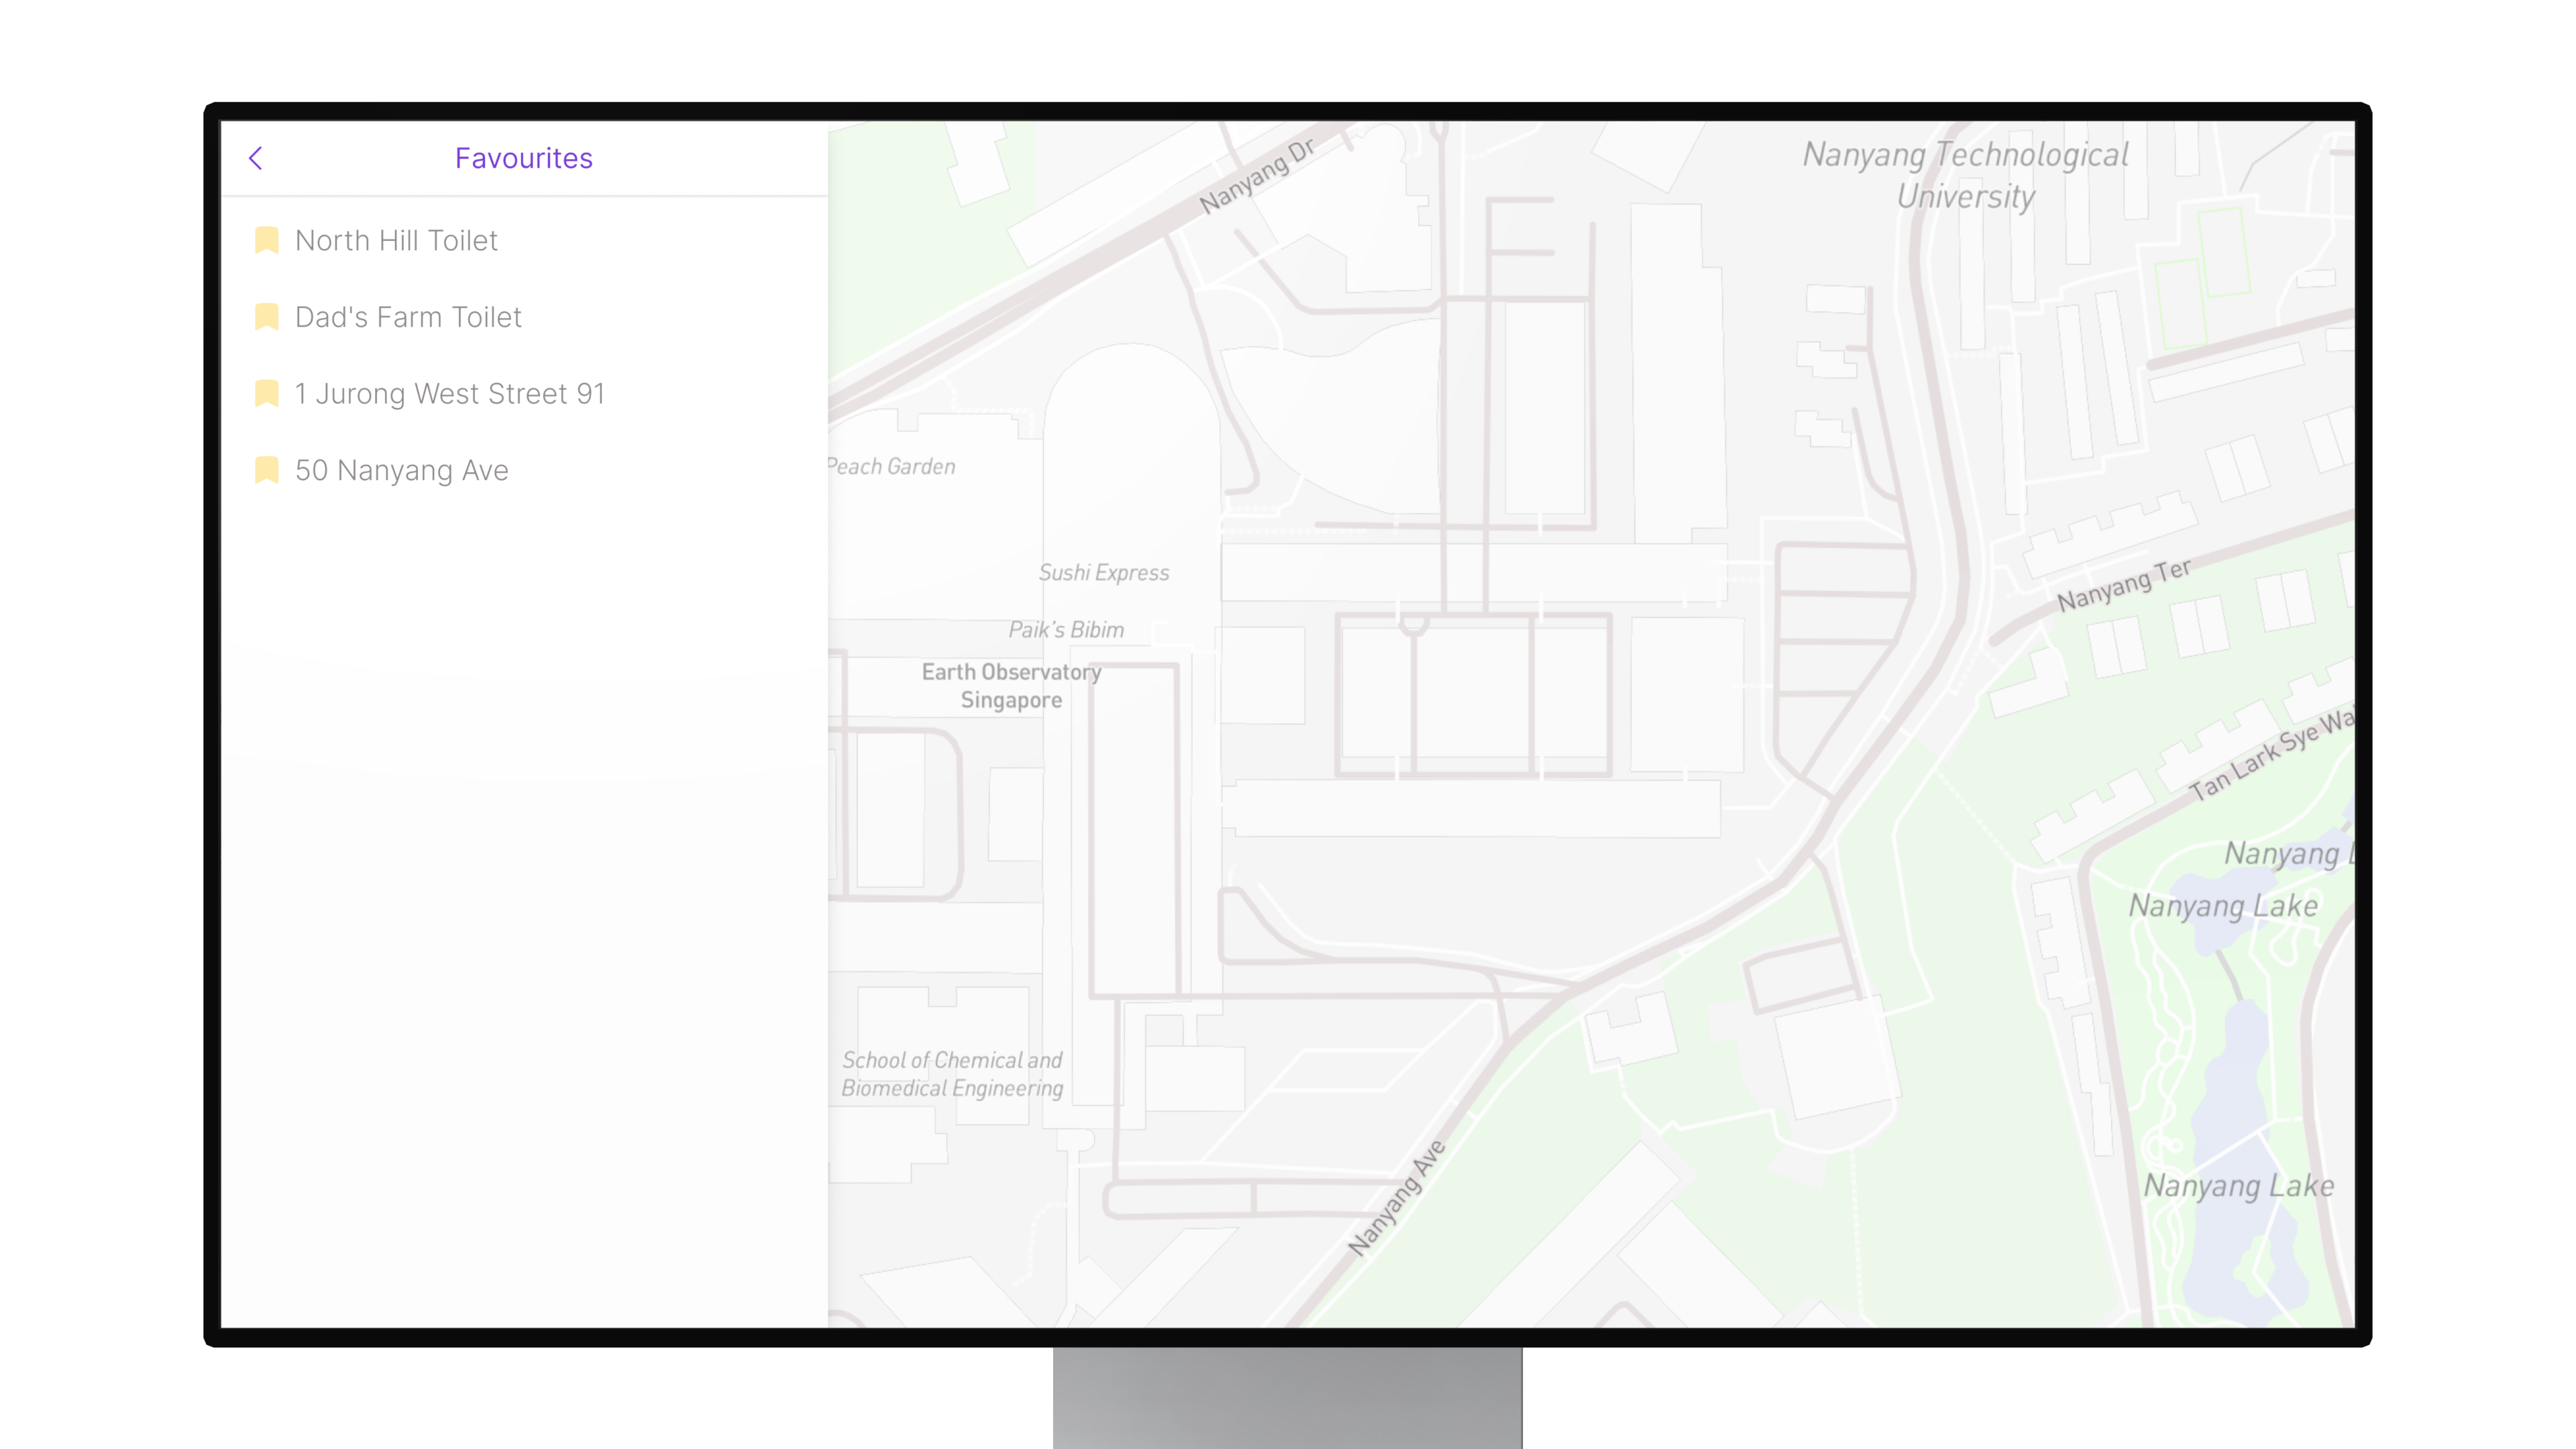 Favourites
North Hill Toilet
Dad's Farm Toilet
1 Jurong West Street 91
50 Nanyang Ave
Nanyang Dr
Nanyang Technological
University
Peach Garden
Sushi Express
Paik's Bibim
Earth Observatory
Singapore
Nanyang Ter
Tan Lark Sye Wa
Nanyang L
Nanyang Lake
School of Chemical and
Biomedical Engineering
Nanyang Ave
Nanyang Lake